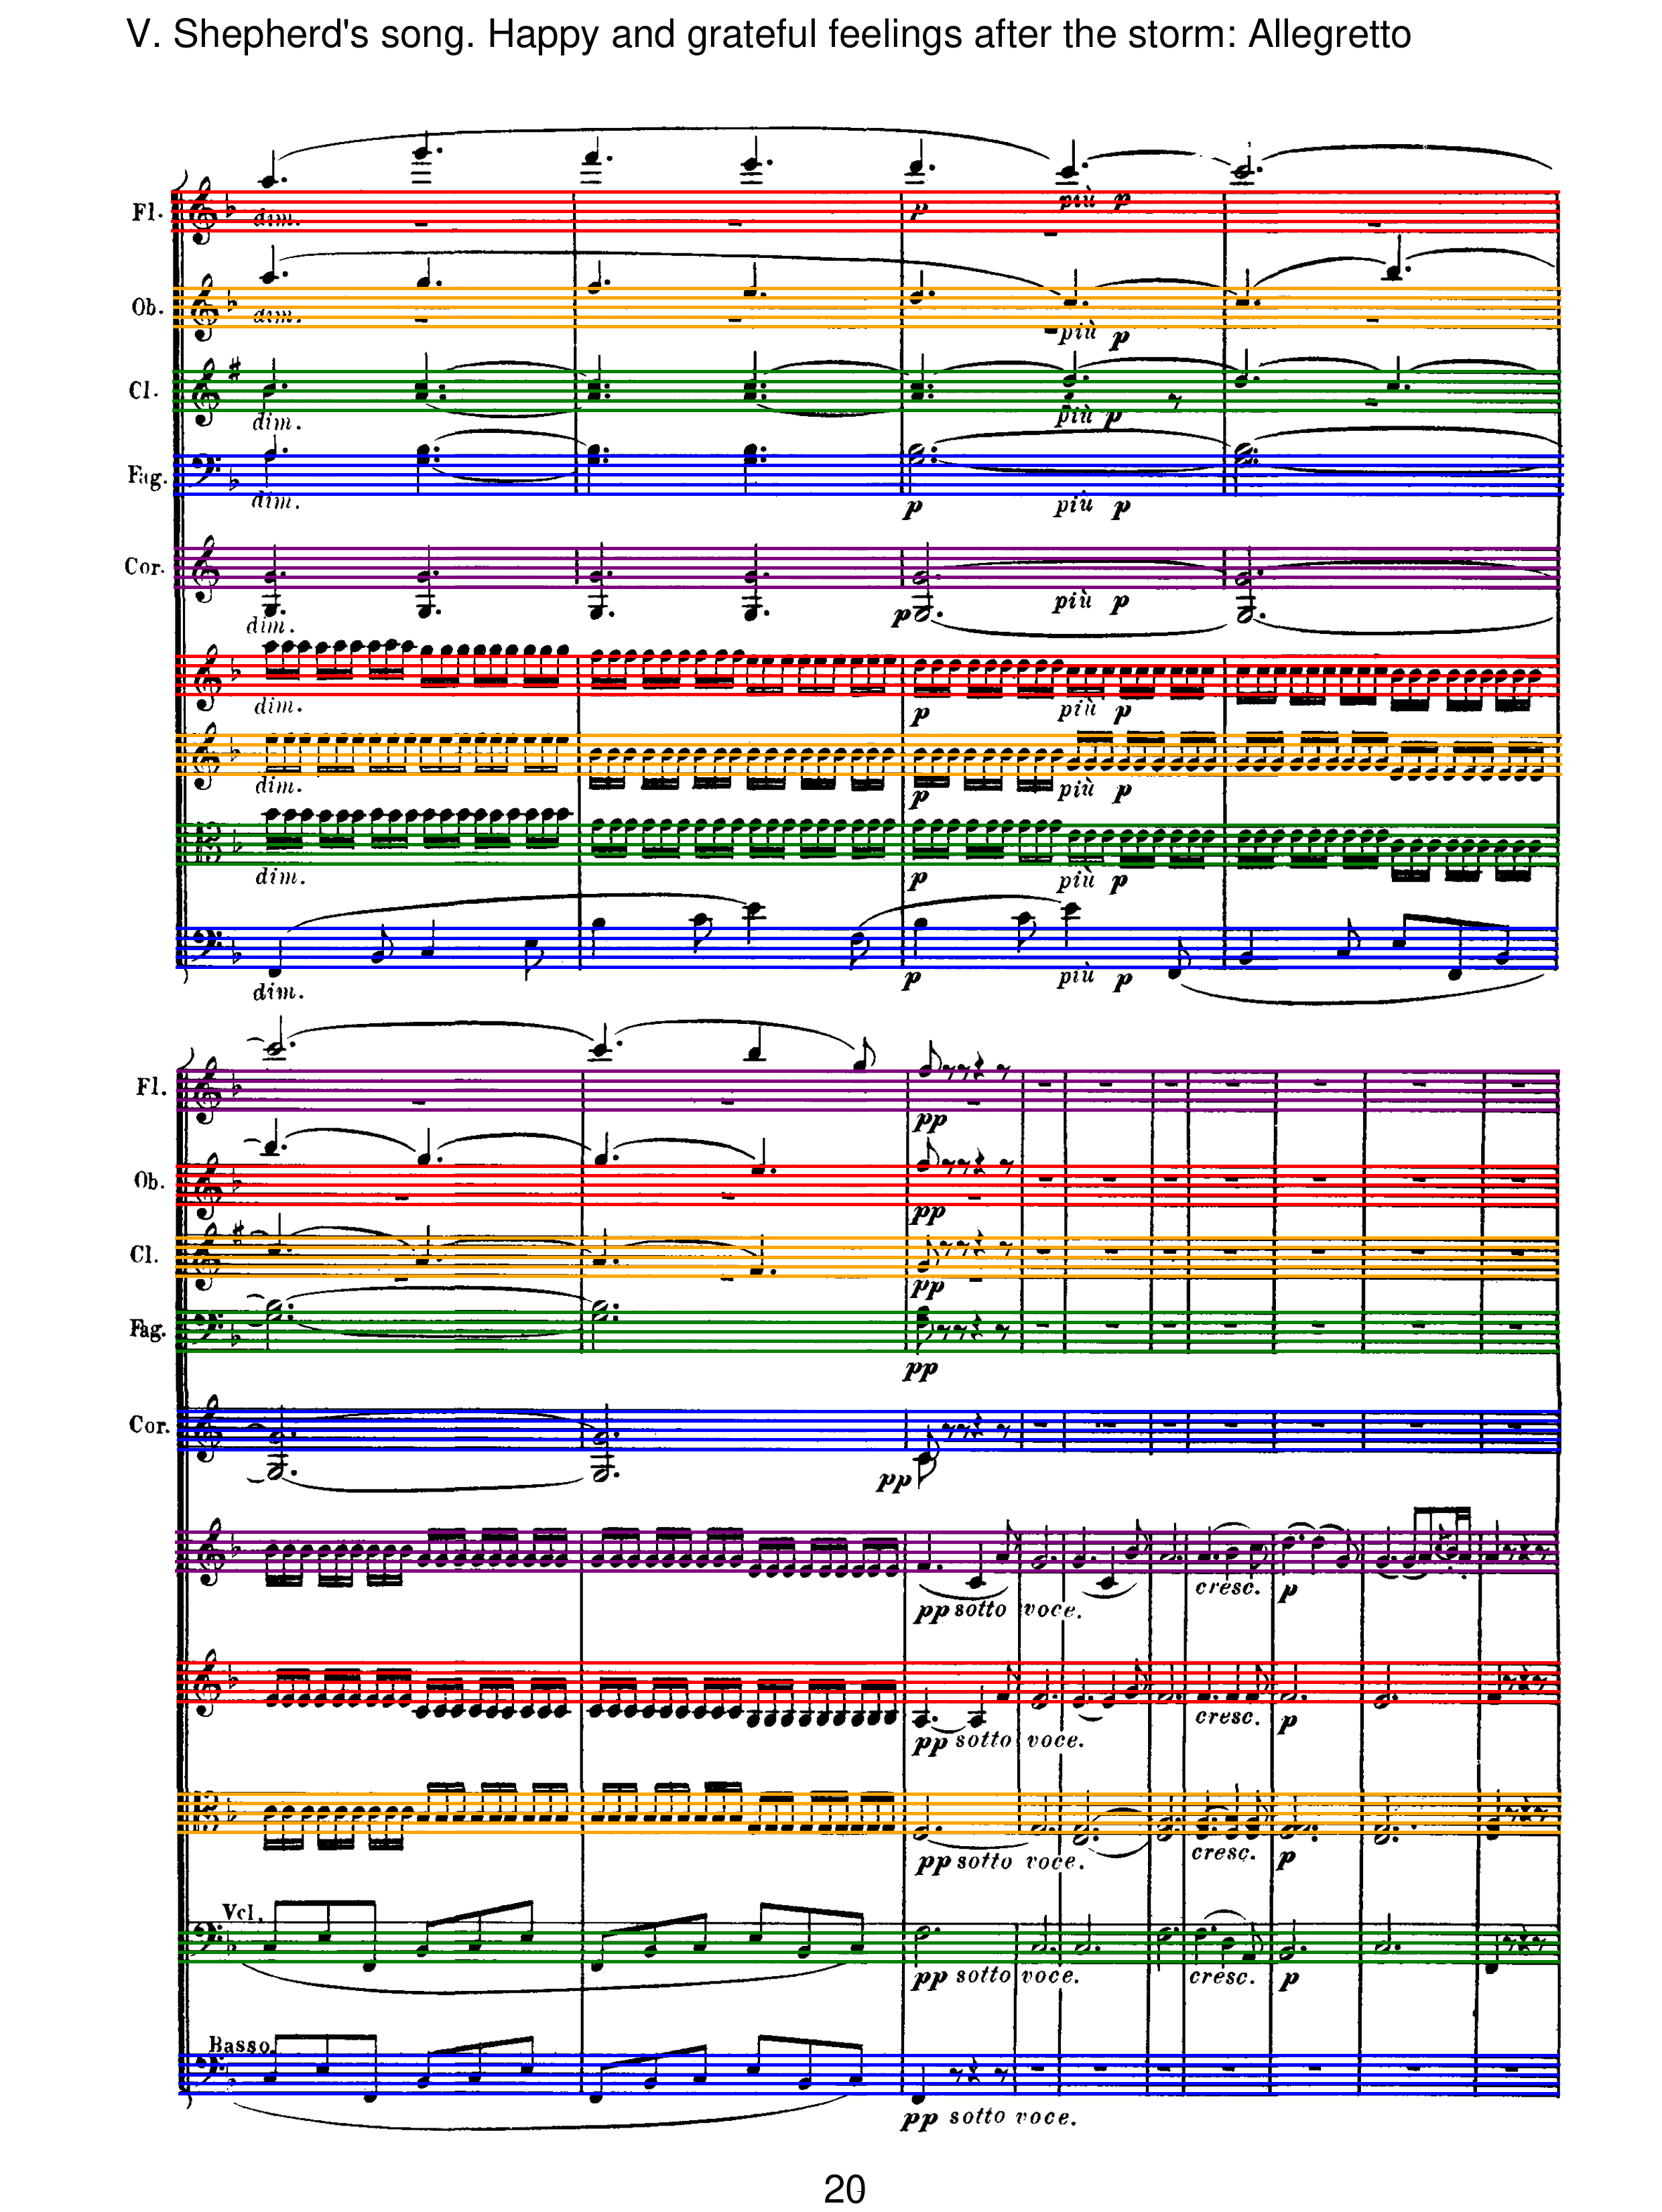 V. Shepherd's song. Happy and grateful feelings after the storm: Allegretto
Fl. dim. p più p
Ob. dim. più p
Cl. dim. più p
Fag. dim. p più p
Cor. dim. p più p
dim. p più p
dim. p più p
dim. p più p
dim. p più p
Fl. pp
Ob. pp
Cl. pp
Fag. pp
Cor. pp
pp sotto voce. cresc. p
pp sotto voce. cresc. p
pp sotto voce. cresc. p
Vcl. pp sotto voce. cresc. p
Basso. pp sotto voce.
20